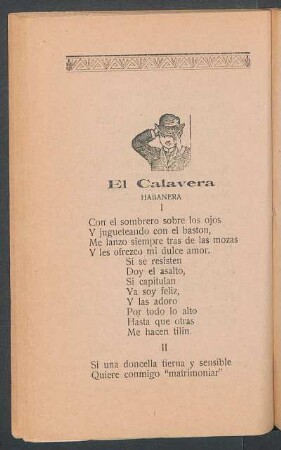 El Calavera
HABANERA
I
Con el sombrero sobre los ojos
Y jugueteando con el baston,
Me lanzo siempre tras de las mozas
Y les ofrezco mi dulce amor.
Si se resisten
Doy el asalto,
Si capitulan
Ya soy feliz,
Y las adoro
Por todo lo alto
Hasta que otras
Me hacen tilín.
II
Si una doncella tierna y sensible
Quiere conmigo "matrimoniar"